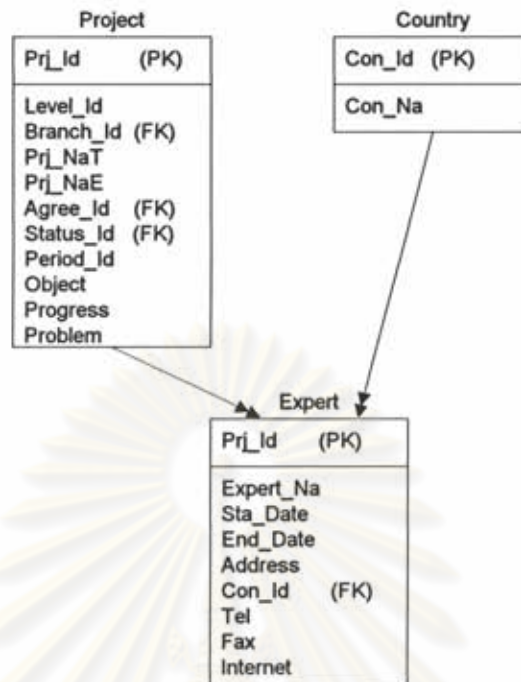 Project
Prj_Id (PK)
Level_Id
Branch_Id (FK)
Prj_NaT
Prj_NaE
Agree_Id (FK)
Status_Id (FK)
Period_Id
Object
Progress
Problem
Country
Con_Id (PK)
Con_Na
Expert
Prj_Id (PK)
Expert_Na
Sta_Date
End_Date
Address
Con_Id (FK)
Tel
Fax
Internet